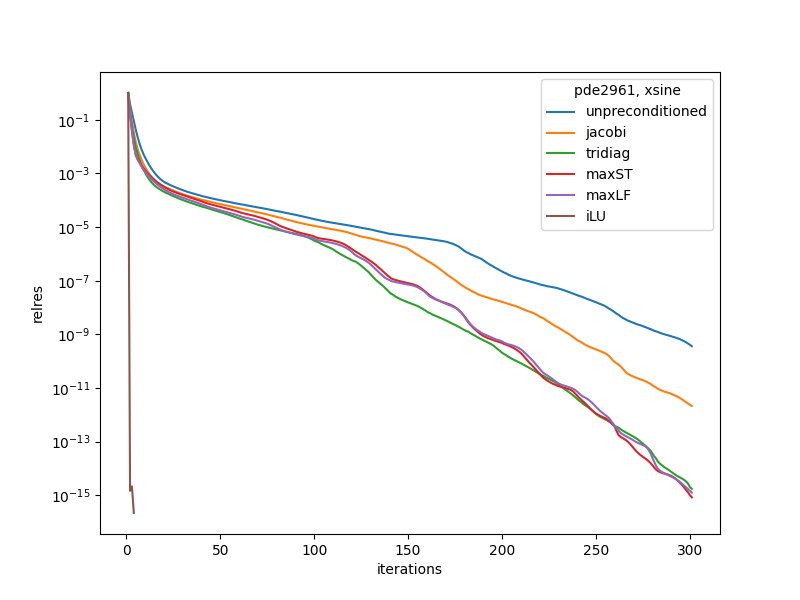 pde2961, xsine
unpreconditioned
jacobi
tridiag
maxST
maxLF
iLU
relres
10⁻¹
10⁻³
10⁻⁵
10⁻⁷
10⁻⁹
10⁻¹¹
10⁻¹³
10⁻¹⁵
0 50 100 150 200 250 300
iterations